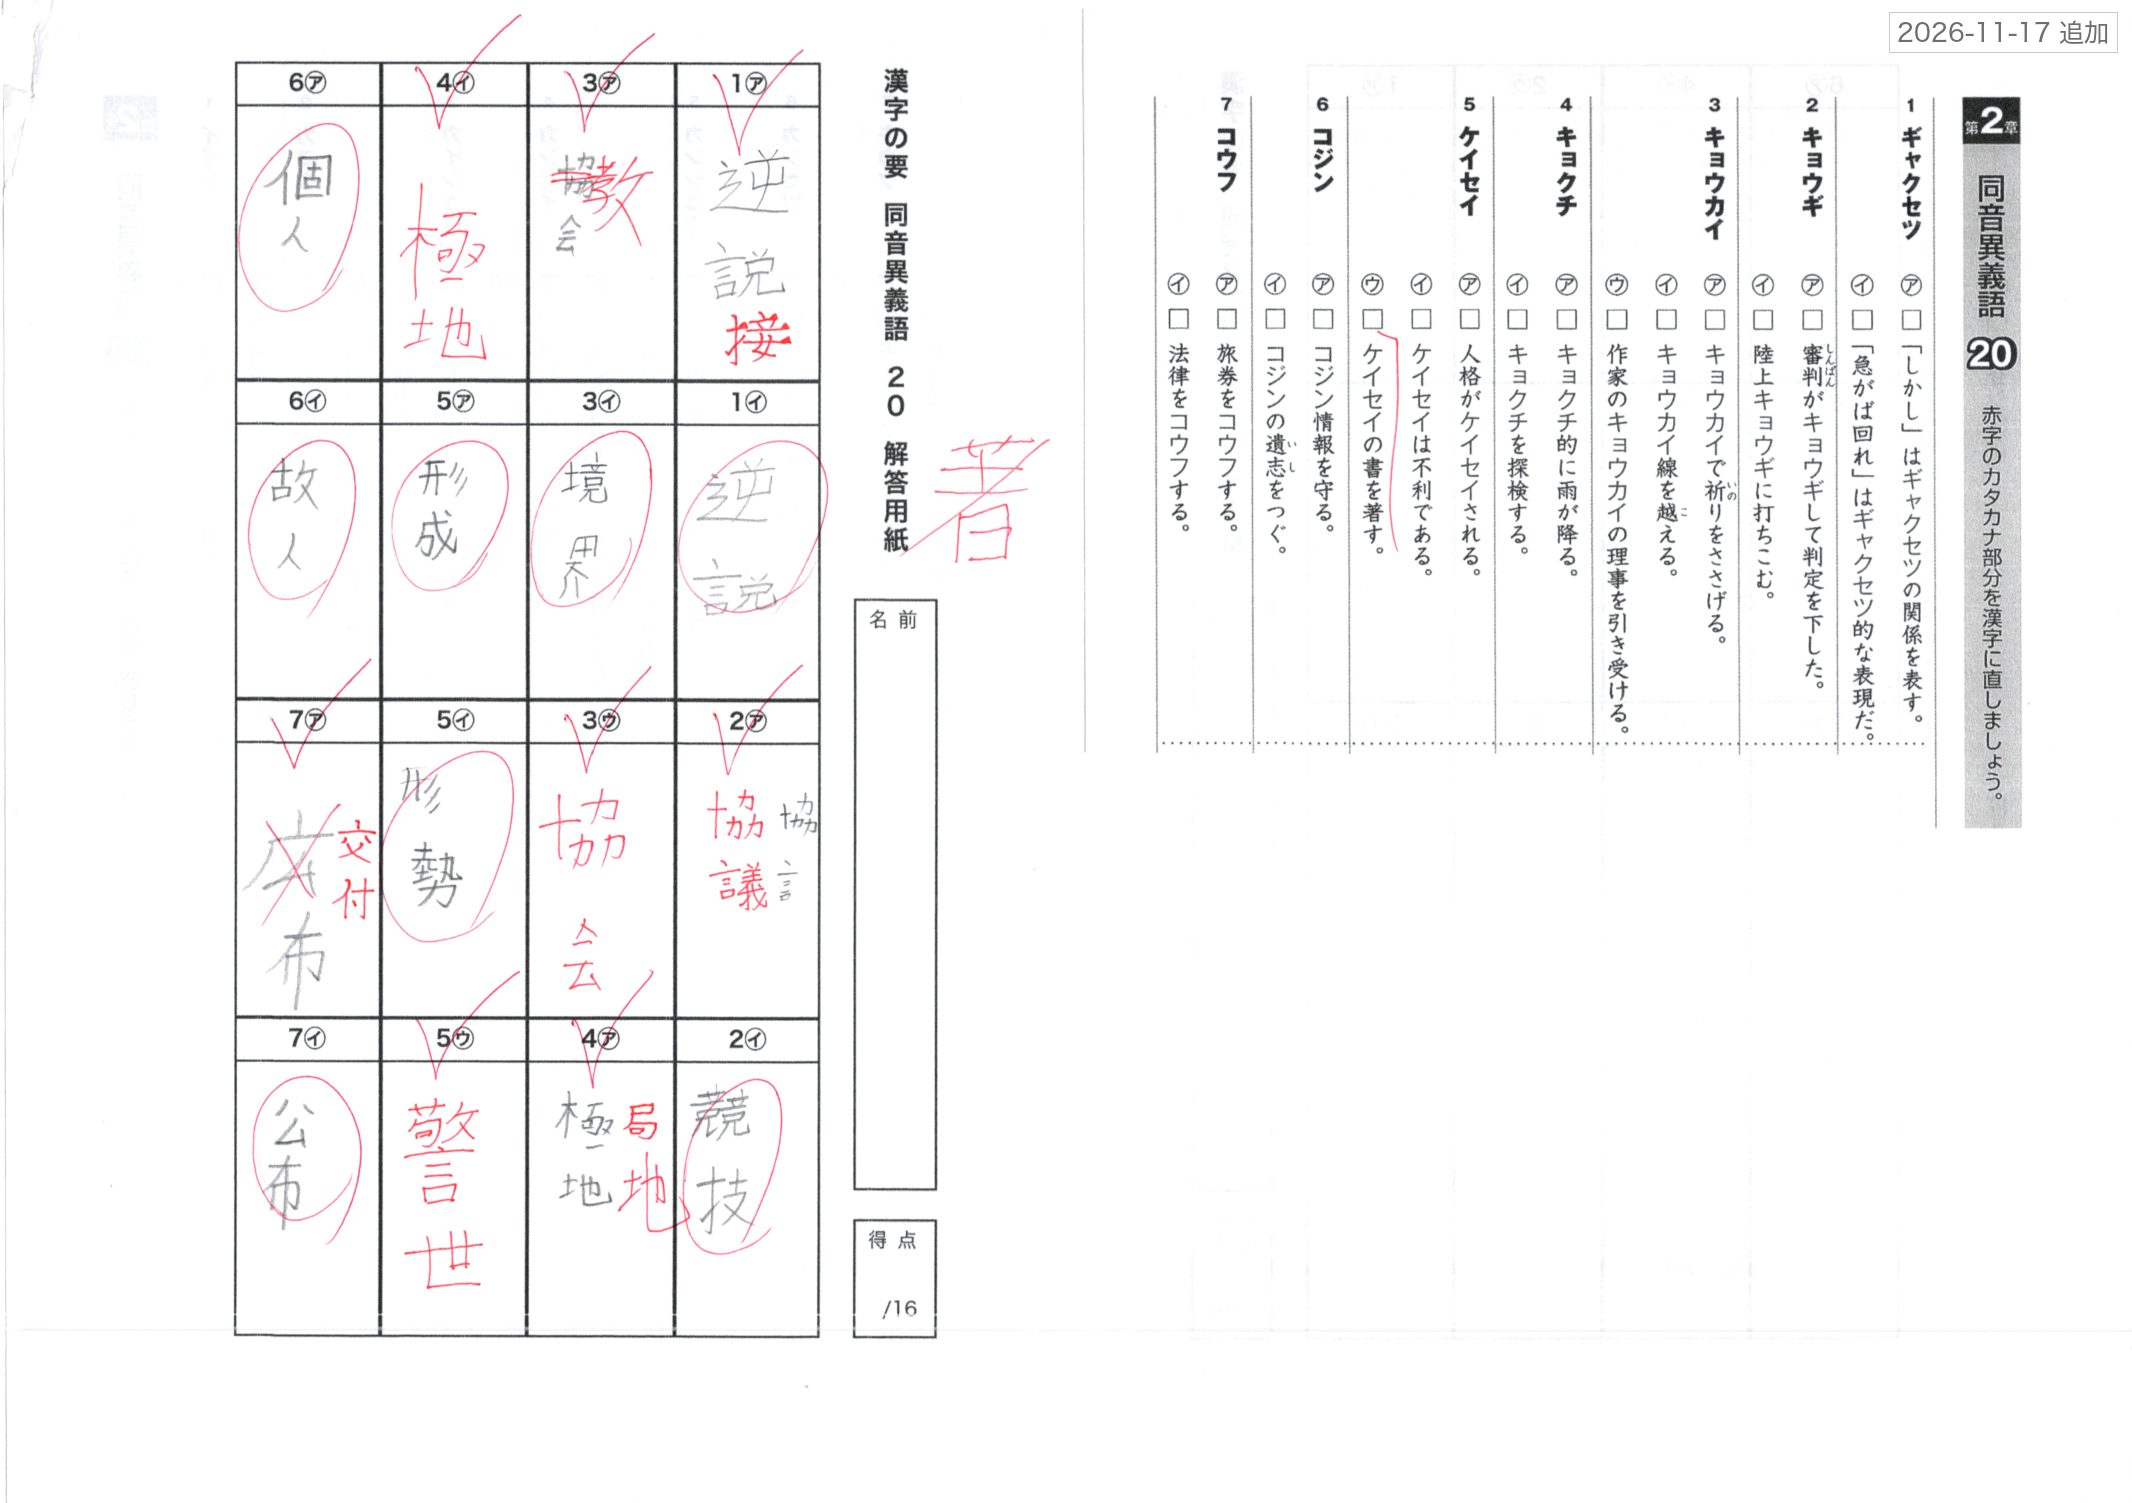 2026-11-17 追加
第2章 同音異義語 20 赤字のカタカナ部分を漢字に直しましょう。
1 ギャクセツ
㋐ □ 「しかし」はギャクセツの関係を表す。
㋑ □ 「急がば回れ」はギャクセツ的な表現だ。
2 キョウギ
㋐ □ 審判がキョウギして判定を下した。
しんぱん
㋑ □ 陸上キョウギに打ちこむ。
3 キョウカイ
㋐ □ キョウカイで祈りをささげる。
いの
㋑ □ キョウカイ線を越える。
こ
㋒ □ 作家のキョウカイの理事を引き受ける。
4 キョクチ
㋐ □ キョクチ的に雨が降る。
㋑ □ キョクチを探検する。
5 ケイセイ
㋐ □ 人格がケイセイされる。
㋑ □ ケイセイは不利である。
㋒ □ ケイセイの書を著す。
6 コジン
㋐ □ コジン情報を守る。
㋑ □ コジンの遺志をつぐ。
いし
7 コウフ
㋐ □ 旅券をコウフする。
㋑ □ 法律をコウフする。
著
漢字の要 同音異義語 20 解答用紙
名前
得点
/16
1㋐
逆説
接
1㋑
逆説
2㋐
協言
協議
2㋑
競技
3㋐
協会
教
3㋑
境界
3㋒
協会
4㋐
極地
局地
4㋑
極地
5㋐
形成
5㋑
形勢
5㋒
警世
6㋐
個人
6㋑
故人
7㋐
布
交付
7㋑
公布